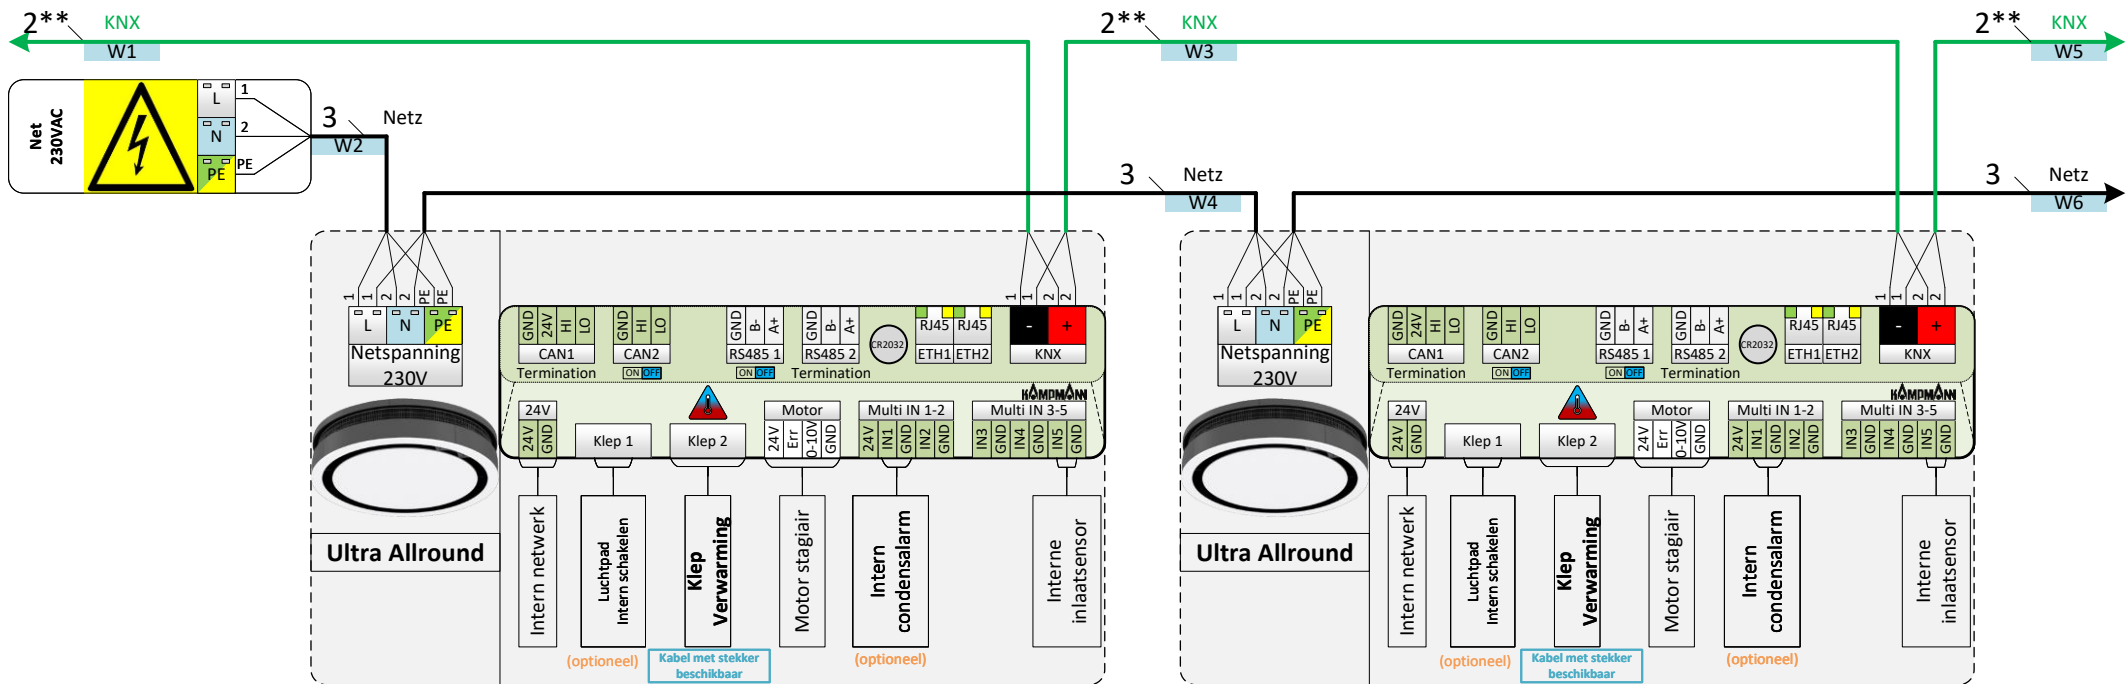 2** KNX
W1
2** KNX
W3
2** KNX
W5
Net
230VAC
L
N
PE
1
2
PE
3 Netz
W2
3 Netz
W4
3 Netz
W6
1 1 2 2 PE PE
L N PE
Netspanning
230V
Ultra Allround
GND 24V HI LO
CAN1
GND HI LO
CAN2
GND B- A+
RS485 1
GND B- A+
RS485 2
CR2032
RJ45 RJ45
ETH1 ETH2
1 1 2 2
- +
KNX
Termination
ON OFF
ON OFF
Termination
KAMPMANN
24V
24V GND
Klep 1
Klep 2
Motor
24V Err 0-10V GND
Multi IN 1-2
24V IN1 GND IN2 GND
Multi IN 3-5
IN3 GND IN4 GND IN5 GND
Intern netwerk
Luchtpad
Intern schakelen
(optioneel)
Klep
Verwarming
Kabel met stekker
beschikbaar
Motor stagiair
Intern
condensalarm
(optioneel)
Interne
inlaatsensor
1 1 2 2 PE PE
L N PE
Netspanning
230V
Ultra Allround
GND 24V HI LO
CAN1
GND HI LO
CAN2
GND B- A+
RS485 1
GND B- A+
RS485 2
CR2032
RJ45 RJ45
ETH1 ETH2
1 1 2 2
- +
KNX
Termination
ON OFF
ON OFF
Termination
KAMPMANN
24V
24V GND
Klep 1
Klep 2
Motor
24V Err 0-10V GND
Multi IN 1-2
24V IN1 GND IN2 GND
Multi IN 3-5
IN3 GND IN4 GND IN5 GND
Intern netwerk
Luchtpad
Intern schakelen
(optioneel)
Klep
Verwarming
Kabel met stekker
beschikbaar
Motor stagiair
Intern
condensalarm
(optioneel)
Interne
inlaatsensor